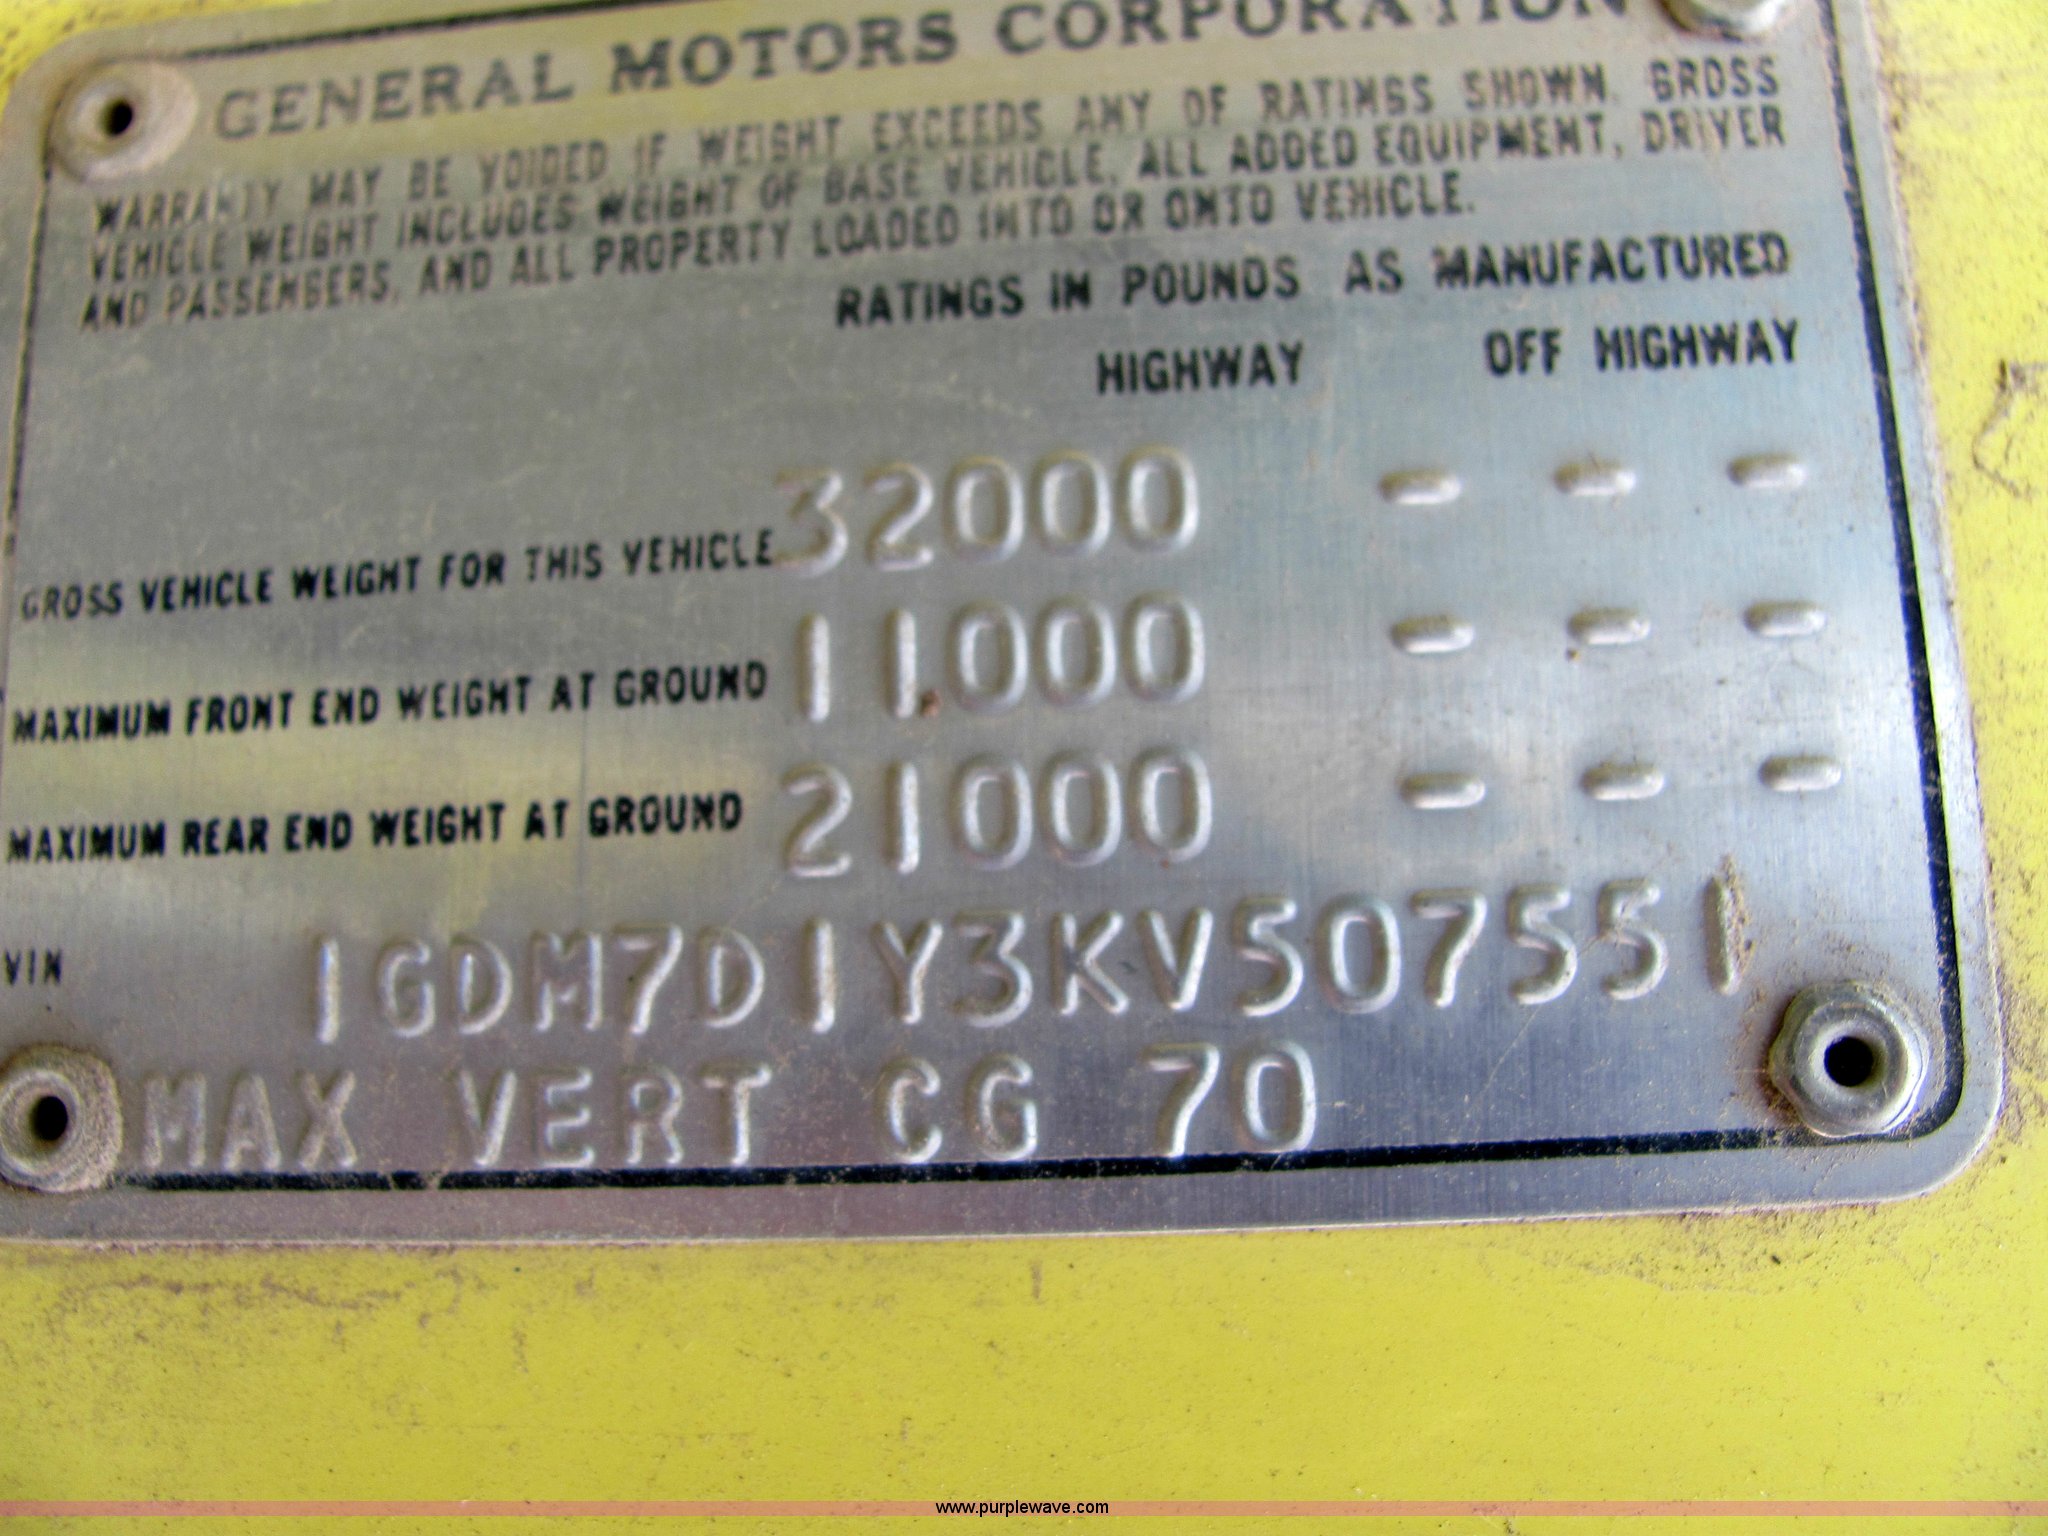 GENERAL MOTORS CORPORATION
WARRANTY MAY BE VOIDED IF WEIGHT EXCEEDS ANY OF RATINGS SHOWN. GROSS
VEHICLE WEIGHT INCLUDES WEIGHT OF BASE VEHICLE, ALL ADDED EQUIPMENT, DRIVER
AND PASSENGERS, AND ALL PROPERTY LOADED INTO OR ONTO VEHICLE.
RATINGS IN POUNDS AS MANUFACTURED
HIGHWAY OFF HIGHWAY
GROSS VEHICLE WEIGHT FOR THIS VEHICLE 32000 - - -
MAXIMUM FRONT END WEIGHT AT GROUND 11000 - - -
MAXIMUM REAR END WEIGHT AT GROUND 21000 - - -
VIN 1GDM7D1Y3KV507551
MAX VERT CG 70
www.purplewave.com